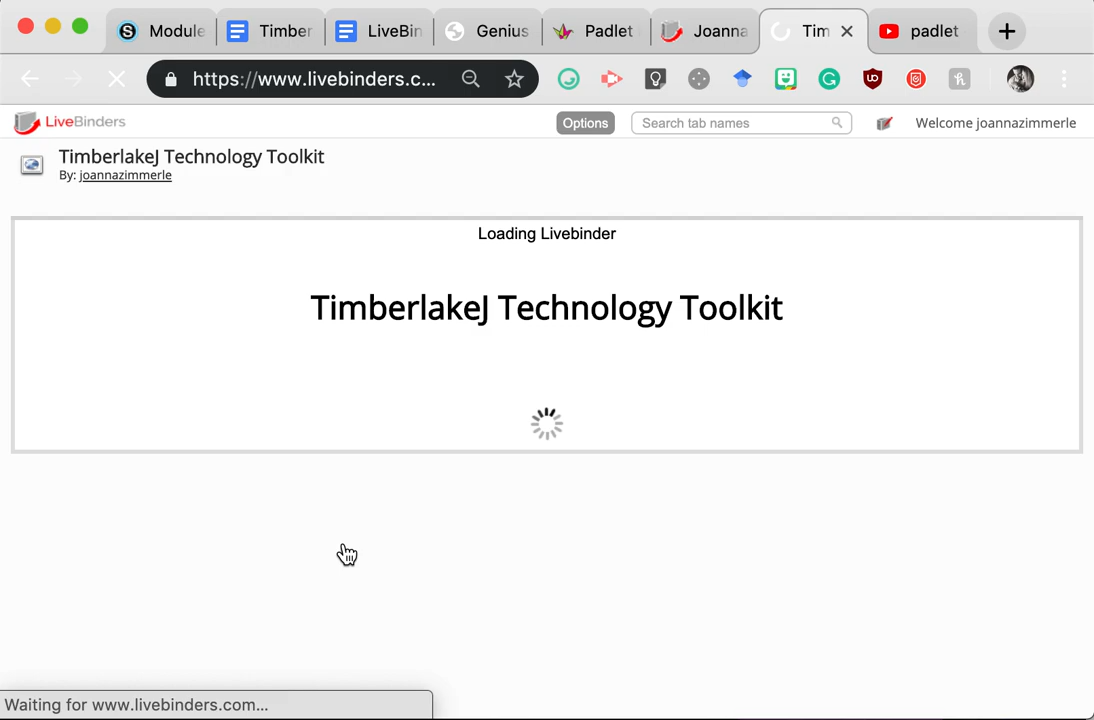 Module
Timber
LiveBin
Genius
Padlet
Joanna
Tim
padlet
https://www.livebinders.c...
LiveBinders
Options
Search tab names
Welcome joannazimmerle
TimberlakeJ Technology Toolkit
By: joannazimmerle
Loading Livebinder
TimberlakeJ Technology Toolkit
Waiting for www.livebinders.com...